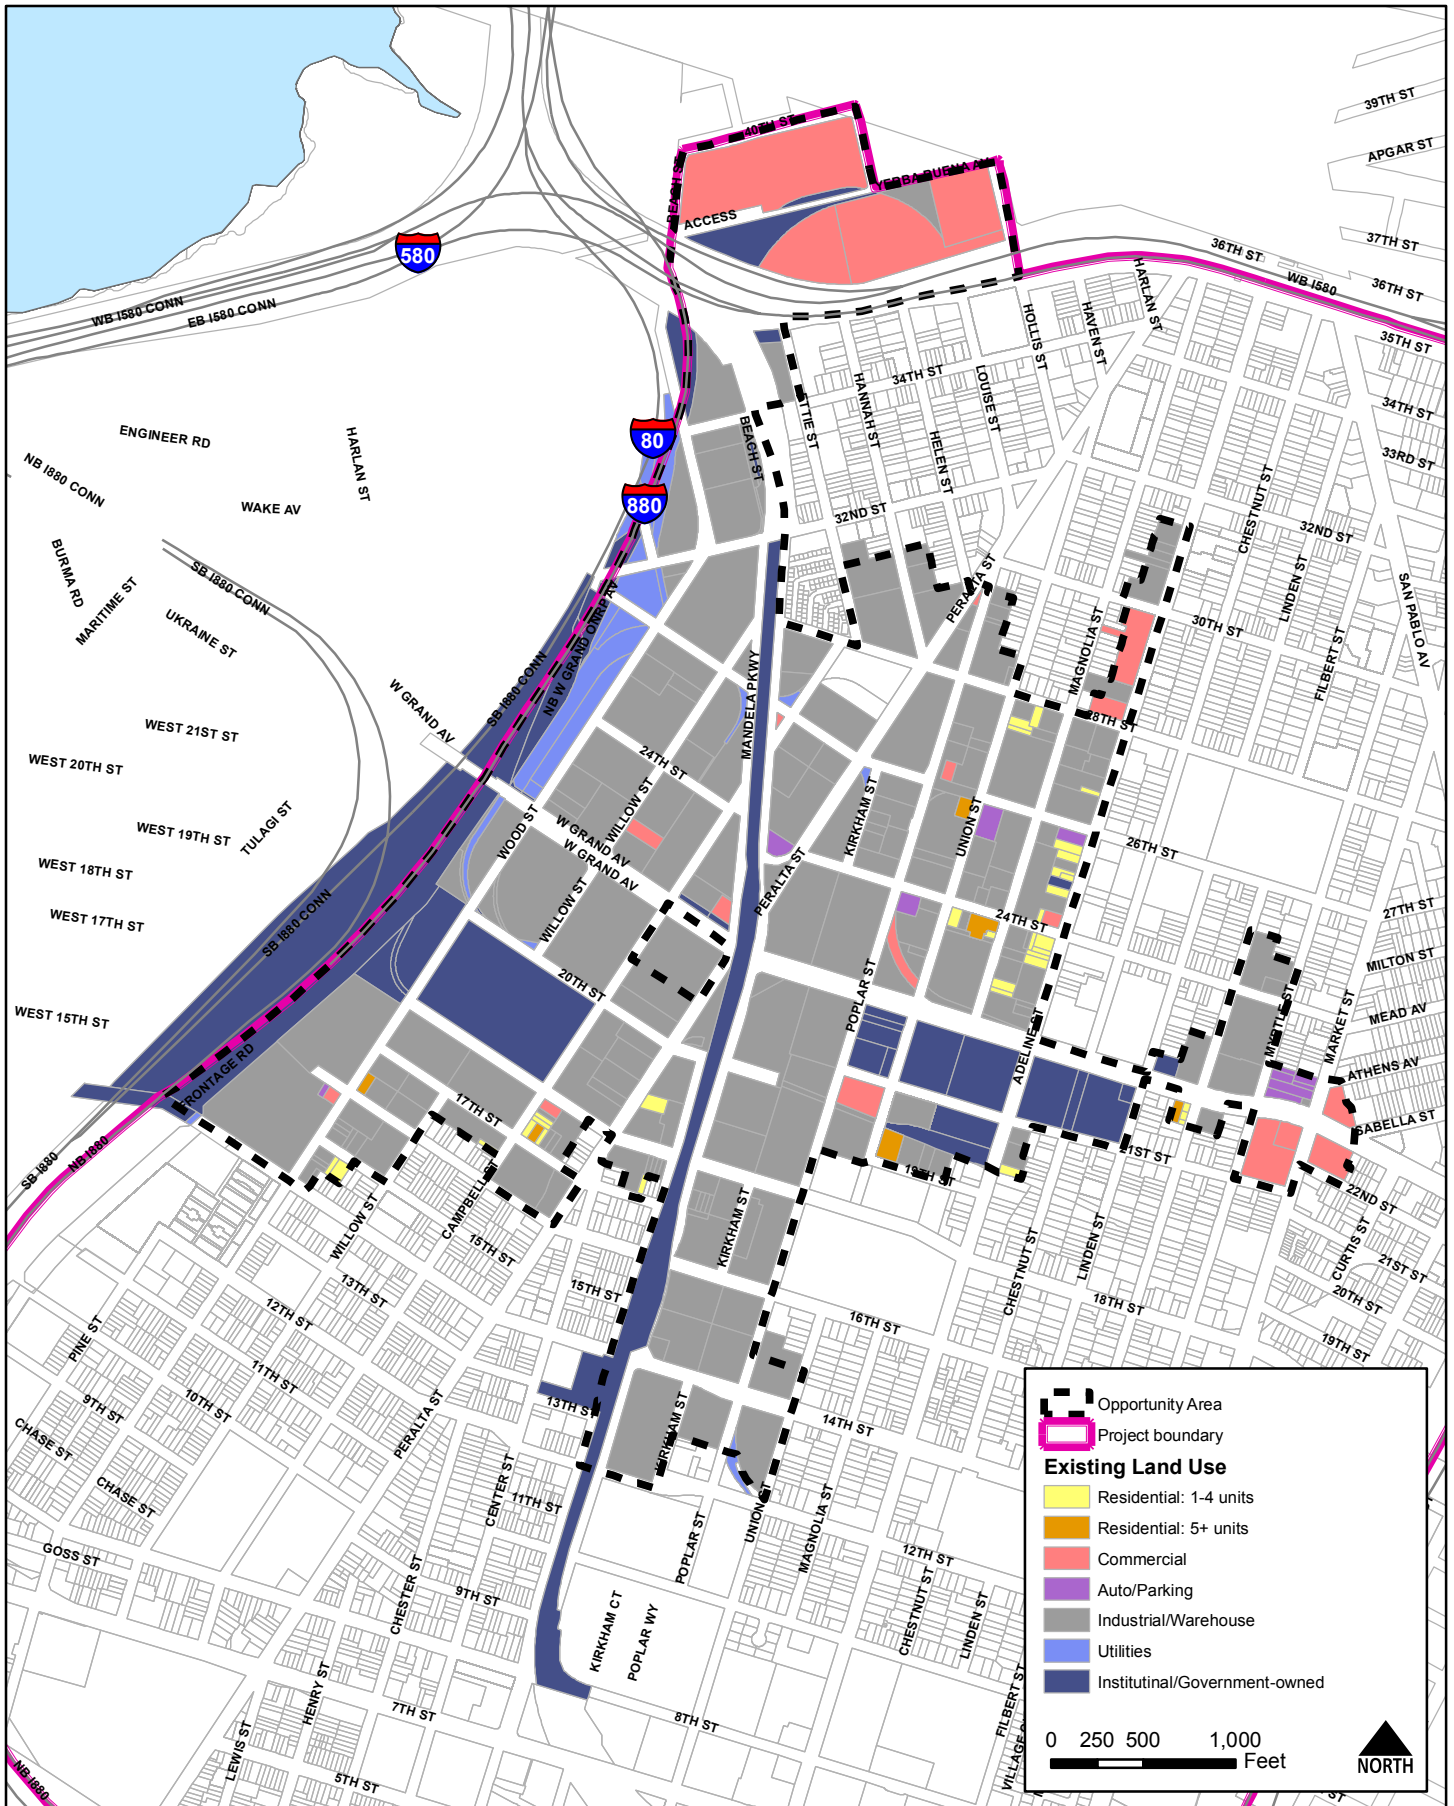 39TH ST
40TH ST
APGAR ST
YERBA BUENA AV
BEACH ST
ACCESS
37TH ST
36TH ST
580
WB I580
36TH ST
HARLAN ST
WB I580 CONN
EB I580 CONN
HOLLIS ST
HAVEN ST
35TH ST
34TH ST
LOUISE ST
HANNAH ST
34TH ST
ETTIE ST
BEACH ST
HELEN ST
ENGINEER RD
HARLAN ST
80
33RD ST
NB I880 CONN
880
WAKE AV
CHESTNUT ST
32ND ST
32ND ST
BURMA RD
SB I880 CONN
MARITIME ST
PERALTA ST
LINDEN ST
SAN PABLO AV
UKRAINE ST
NB W GRAND ONRP AV
30TH ST
MAGNOLIA ST
FILBERT ST
SB I880 CONN
MANDELA PKWY
W GRAND AV
28TH ST
WEST 21ST ST
WEST 20TH ST
24TH ST
WILLOW ST
KIRKHAM ST
UNION ST
TULAGI ST
WEST 19TH ST
WOOD ST
W GRAND AV
W GRAND AV
26TH ST
WEST 18TH ST
PERALTA ST
WILLOW ST
24TH ST
27TH ST
WEST 17TH ST
SB I880 CONN
MILTON ST
20TH ST
POPLAR ST
MYRTLE ST
MARKET ST
MEAD AV
WEST 15TH ST
ADELINE ST
ATHENS AV
FRONTAGE RD
17TH ST
ISABELLA ST
NB I880
SB I880
21ST ST
19TH ST
CAMPBELL ST
22ND ST
WILLOW ST
KIRKHAM ST
15TH ST
CHESTNUT ST
LINDEN ST
CURTIS ST
21ST ST
13TH ST
15TH ST
18TH ST
20TH ST
12TH ST
16TH ST
PINE ST
19TH ST
11TH ST
9TH ST
10TH ST
PERALTA ST
13TH ST
KIRKHAM ST
14TH ST
CHASE ST
CHASE ST
CENTER ST
11TH ST
UNION ST
MAGNOLIA ST
GOSS ST
POPLAR ST
12TH ST
CHESTER ST
9TH ST
CHESTNUT ST
KIRKHAM CT
POPLAR WY
LINDEN ST
HENRY ST
7TH ST
8TH ST
FILBERT ST
LEWIS ST
VILLAGE
5TH ST
NB I880
ST
Opportunity Area
Project boundary
Existing Land Use
Residential: 1-4 units
Residential: 5+ units
Commercial
Auto/Parking
Industrial/Warehouse
Utilities
Institutinal/Government-owned
0 250 500 1,000
Feet
NORTH